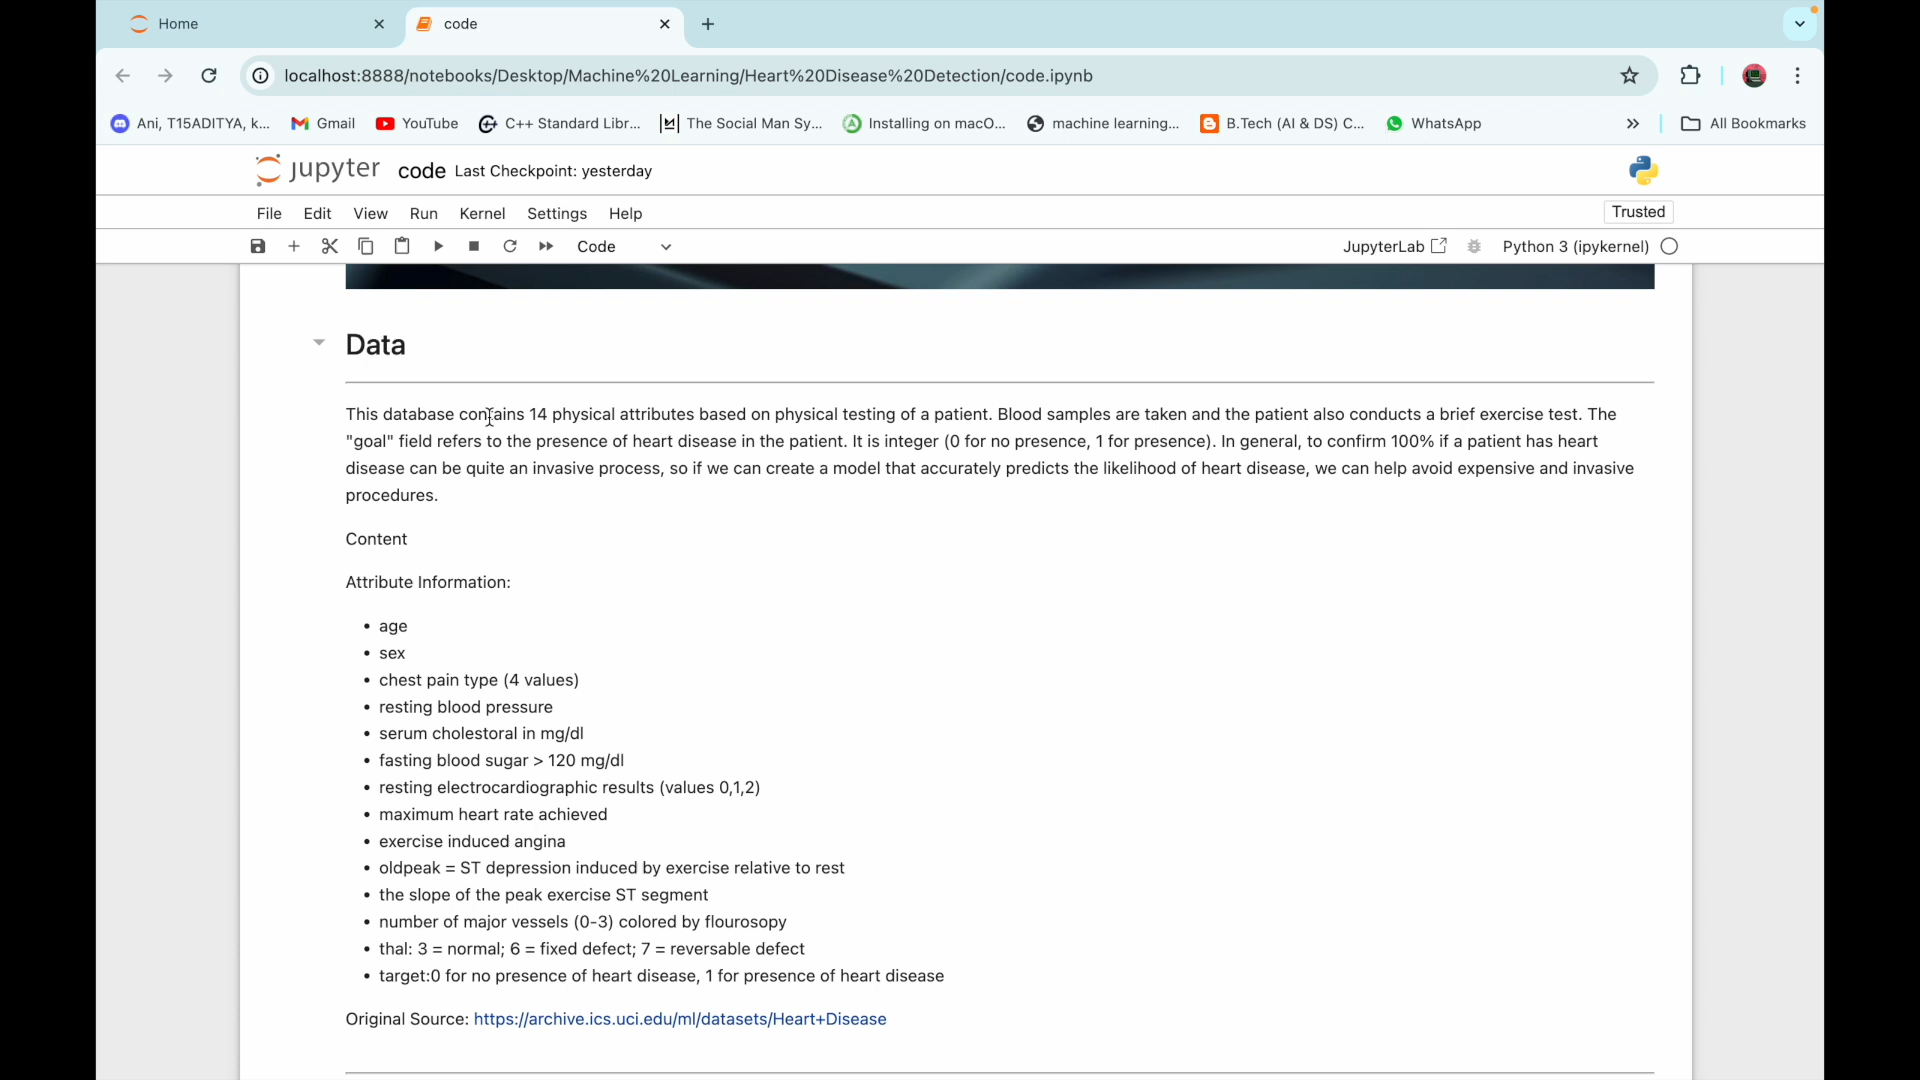 Home
code
localhost:8888/notebooks/Desktop/Machine%20Learning/Heart%20Disease%20Detection/code.ipynb
Ani, T15ADITYA, k... Gmail YouTube C++ Standard Libr... The Social Man Sy... Installing on macO... machine learning... B.Tech (AI & DS) C... WhatsApp » All Bookmarks
jupyter code Last Checkpoint: yesterday
File Edit View Run Kernel Settings Help Trusted
Code JupyterLab Python 3 (ipykernel)
Data
This database contains 14 physical attributes based on physical testing of a patient. Blood samples are taken and the patient also conducts a brief exercise test. The
"goal" field refers to the presence of heart disease in the patient. It is integer (0 for no presence, 1 for presence). In general, to confirm 100% if a patient has heart
disease can be quite an invasive process, so if we can create a model that accurately predicts the likelihood of heart disease, we can help avoid expensive and invasive
procedures.
Content
Attribute Information:
• age
• sex
• chest pain type (4 values)
• resting blood pressure
• serum cholestoral in mg/dl
• fasting blood sugar > 120 mg/dl
• resting electrocardiographic results (values 0,1,2)
• maximum heart rate achieved
• exercise induced angina
• oldpeak = ST depression induced by exercise relative to rest
• the slope of the peak exercise ST segment
• number of major vessels (0-3) colored by flourosopy
• thal: 3 = normal; 6 = fixed defect; 7 = reversable defect
• target:0 for no presence of heart disease, 1 for presence of heart disease
Original Source: https://archive.ics.uci.edu/ml/datasets/Heart+Disease